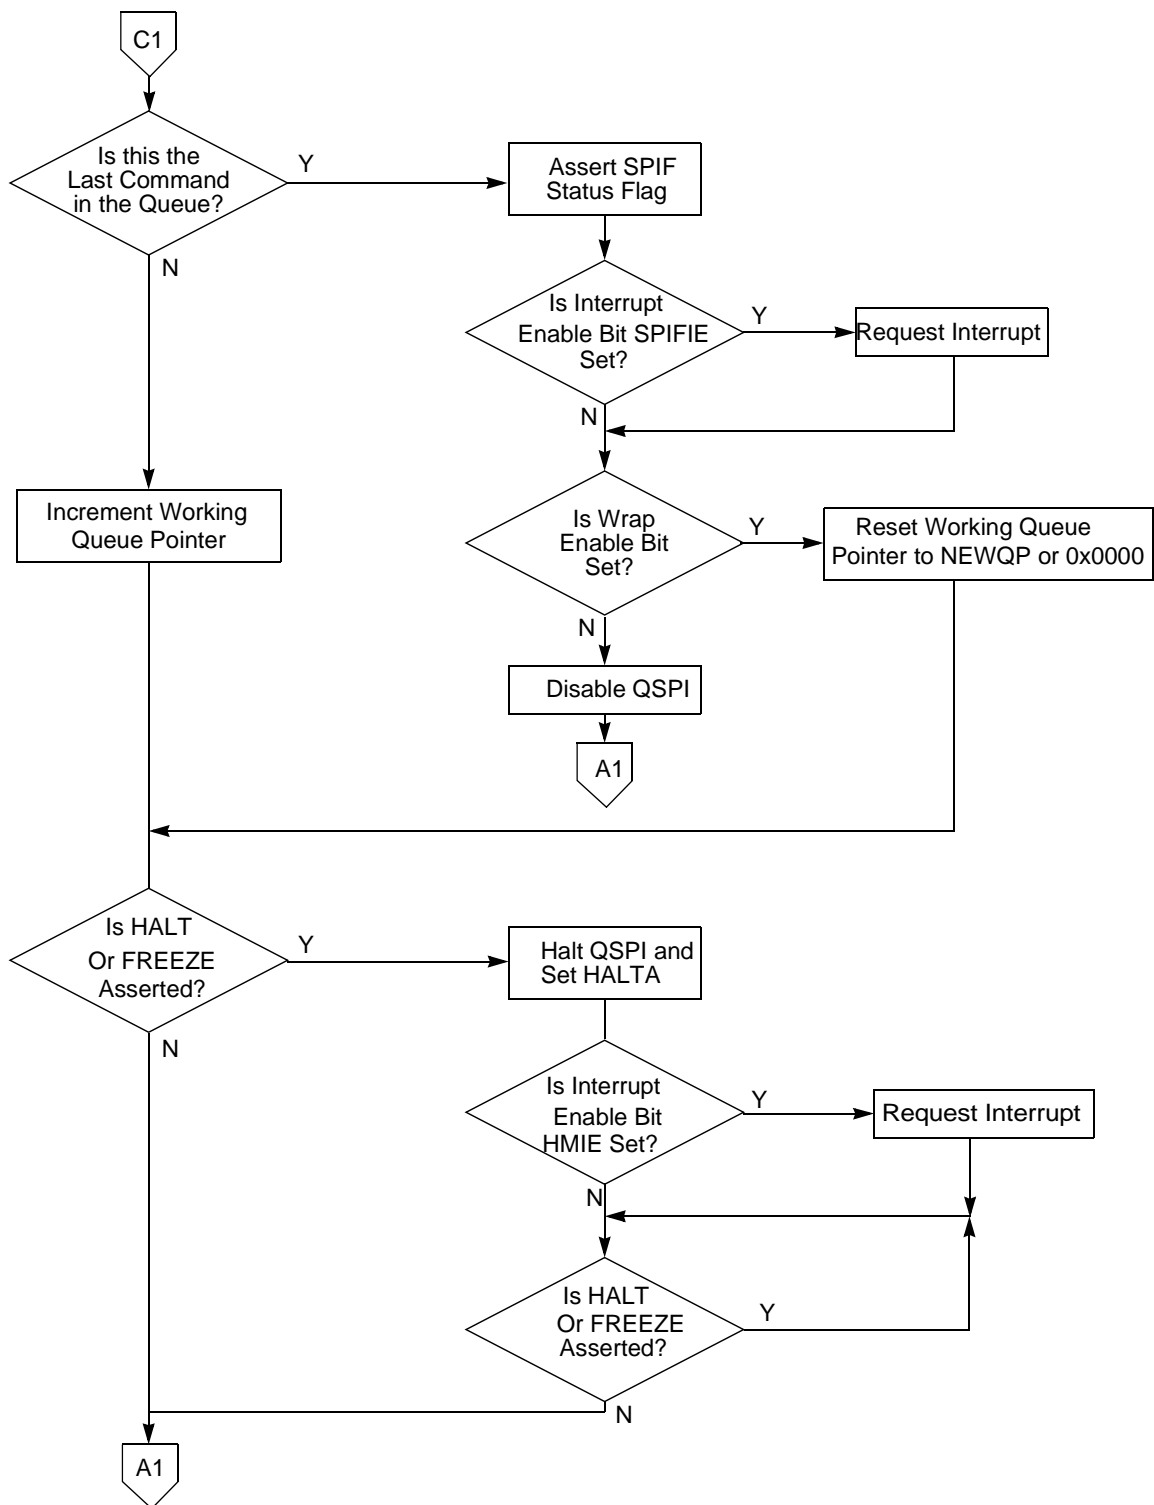 C1
Is this the
Last Command
in the Queue?
Y
N
Assert SPIF
Status Flag
Is Interrupt
Enable Bit SPIFIE
Set?
Y
Request Interrupt
N
Increment Working
Queue Pointer
Is Wrap
Enable Bit
Set?
Y
Reset Working Queue
Pointer to NEWQP or 0x0000
N
Disable QSPI
A1
Is HALT
Or FREEZE
Asserted?
Y
N
Halt QSPI and
Set HALTA
Is Interrupt
Enable Bit
HMIE Set?
Y
Request Interrupt
N
Is HALT
Or FREEZE
Asserted?
Y
N
A1